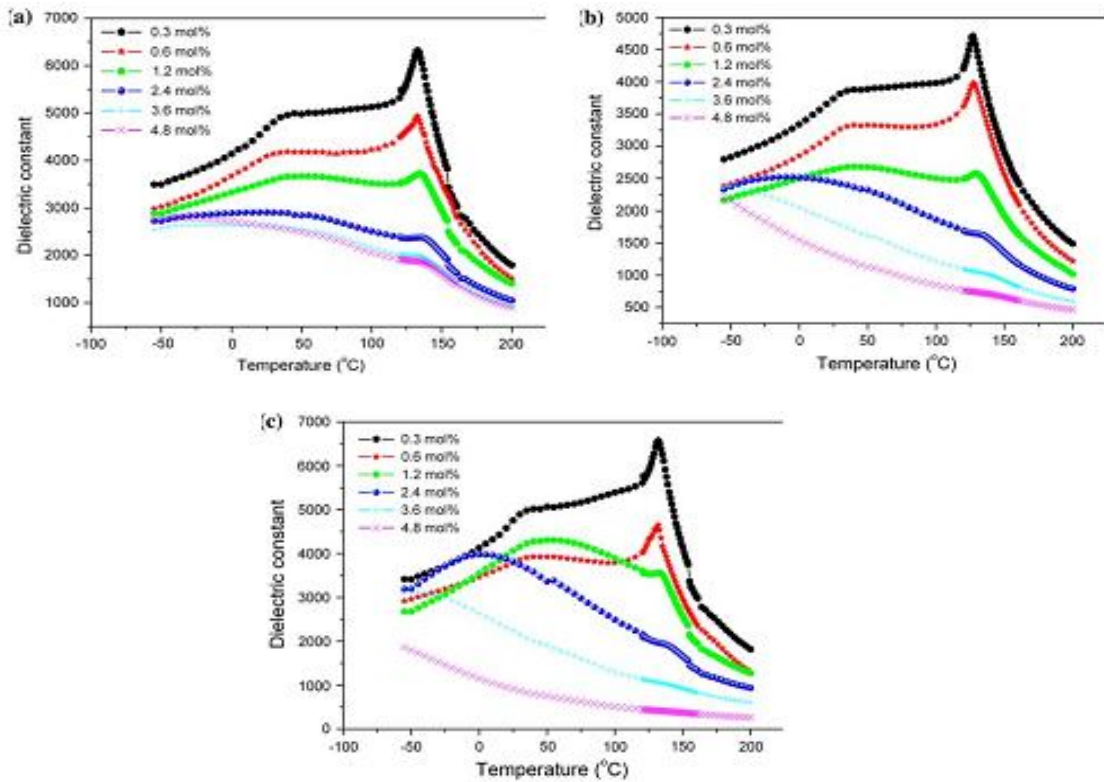 (a)
7000
6000
5000
4000
3000
2000
1000
Dielectric constant
0.3 mol%
0.6 mol%
1.2 mol%
2.4 mol%
3.6 mol%
4.8 mol%
-100 -50 0 50 100 150 200
Temperature (°C)
(b)
5000
4500
4000
3500
3000
2500
2000
1500
1000
500
Dielectric constant
0.3 mol%
0.6 mol%
1.2 mol%
2.4 mol%
3.6 mol%
4.8 mol%
-100 -50 0 50 100 150 200
Temperature (°C)
(c)
7000
6000
5000
4000
3000
2000
1000
0
Dielectric constant
0.3 mol%
0.6 mol%
1.2 mol%
2.4 mol%
3.6 mol%
4.8 mol%
-100 -50 0 50 100 150 200
Temperature (°C)